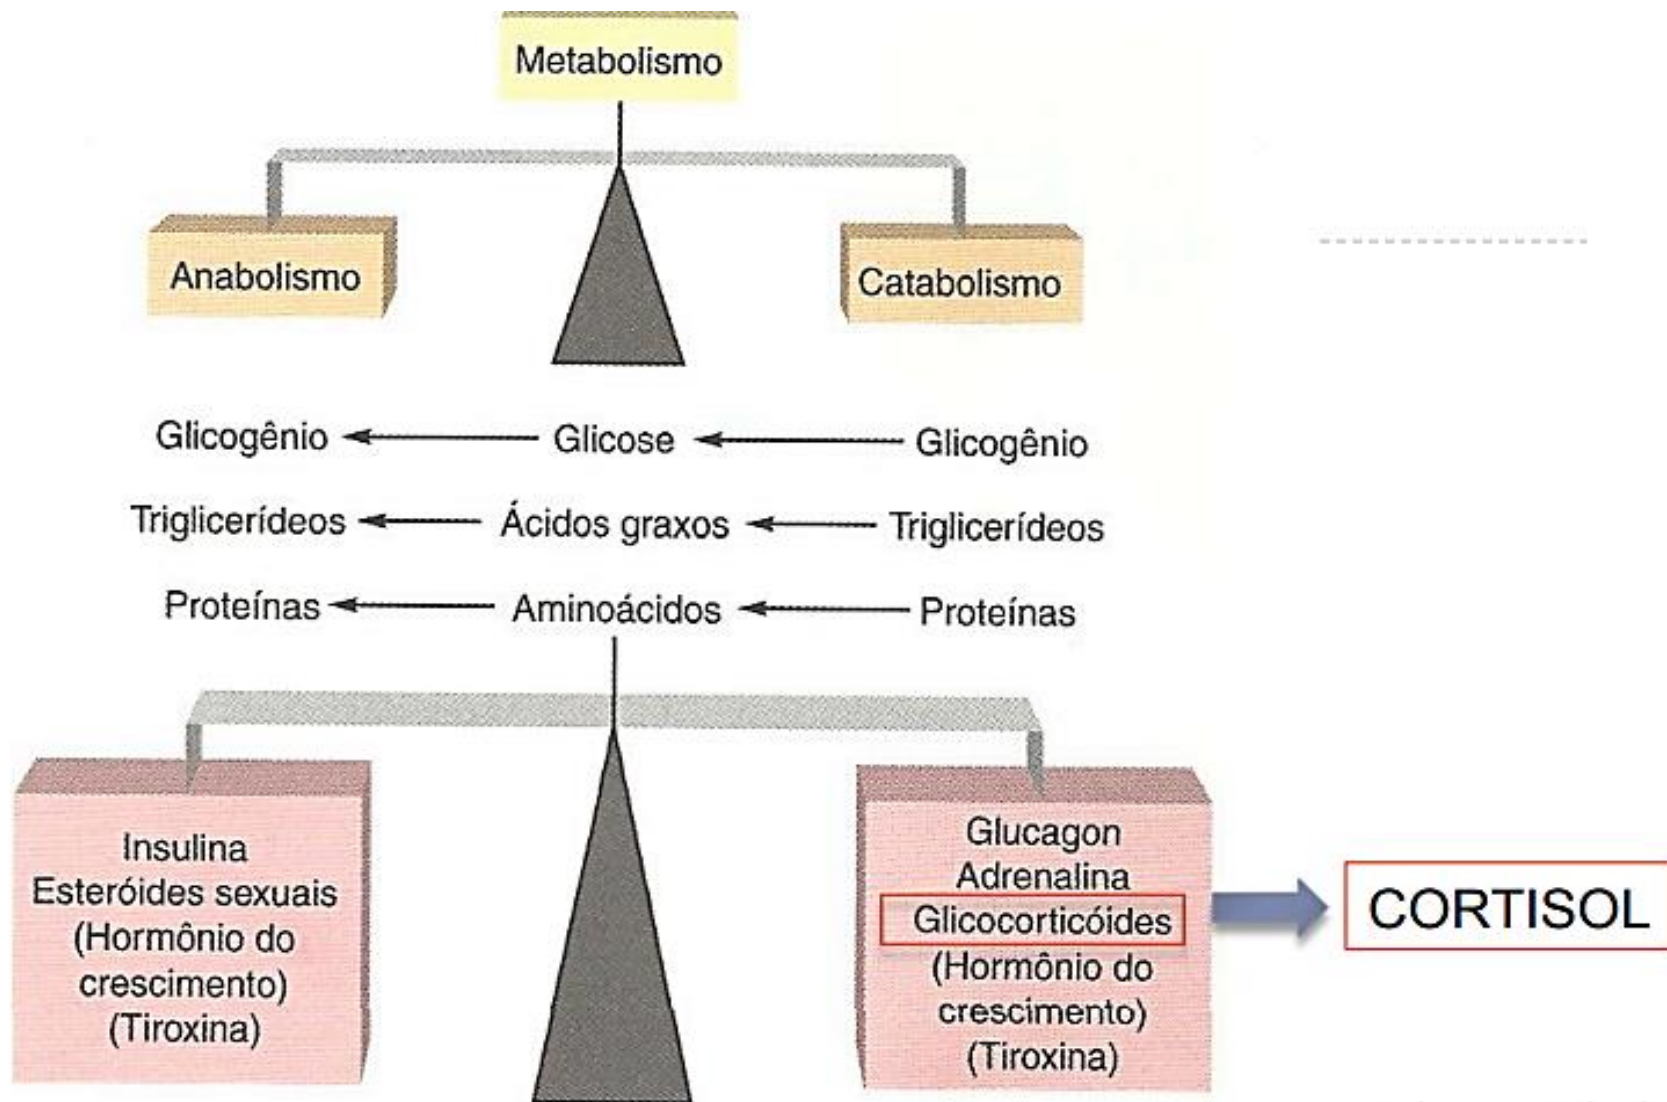 Metabolismo
Anabolismo
Catabolismo
Glicogênio Glicose Glicogênio
Triglicerídeos Ácidos graxos Triglicerídeos
Proteínas Aminoácidos Proteínas
Insulina
Esteróides sexuais
(Hormônio do
crescimento)
(Tiroxina)
Glucagon
Adrenalina
Glicocorticóides
(Hormônio do
crescimento)
(Tiroxina)
CORTISOL